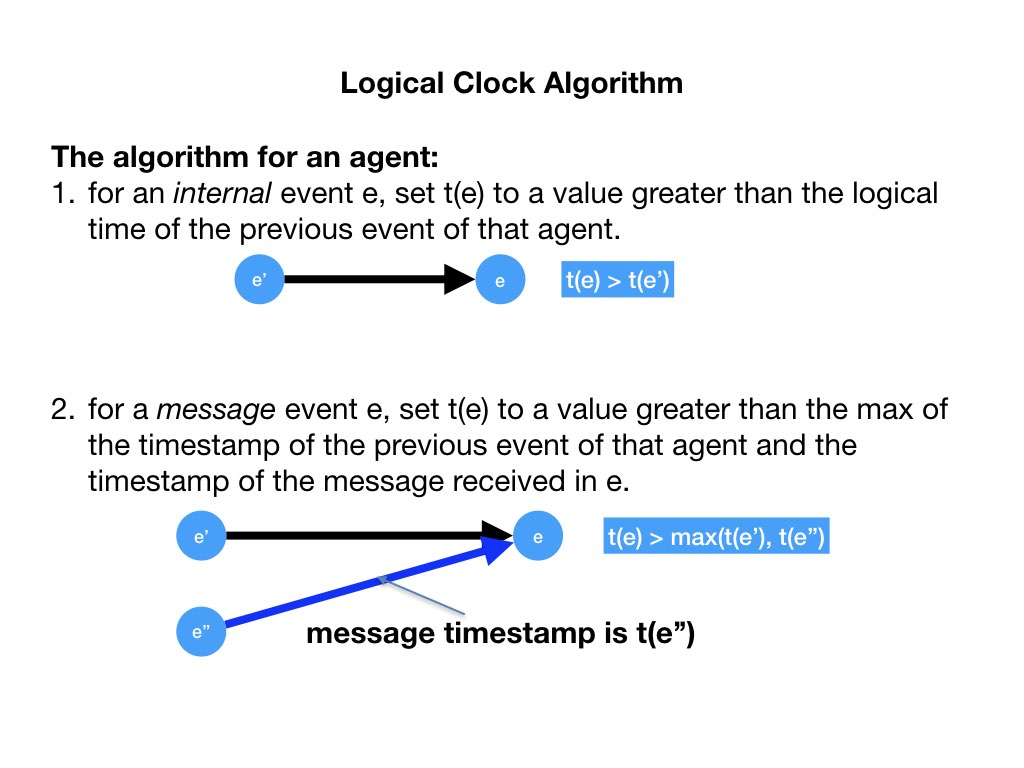 Logical Clock Algorithm
The algorithm for an agent:
1. for an internal event e, set t(e) to a value greater than the logical
time of the previous event of that agent.
e’ e t(e) > t(e’)
2. for a message event e, set t(e) to a value greater than the max of
the timestamp of the previous event of that agent and the
timestamp of the message received in e.
e’ e t(e) > max(t(e’), t(e”)
e” message timestamp is t(e”)